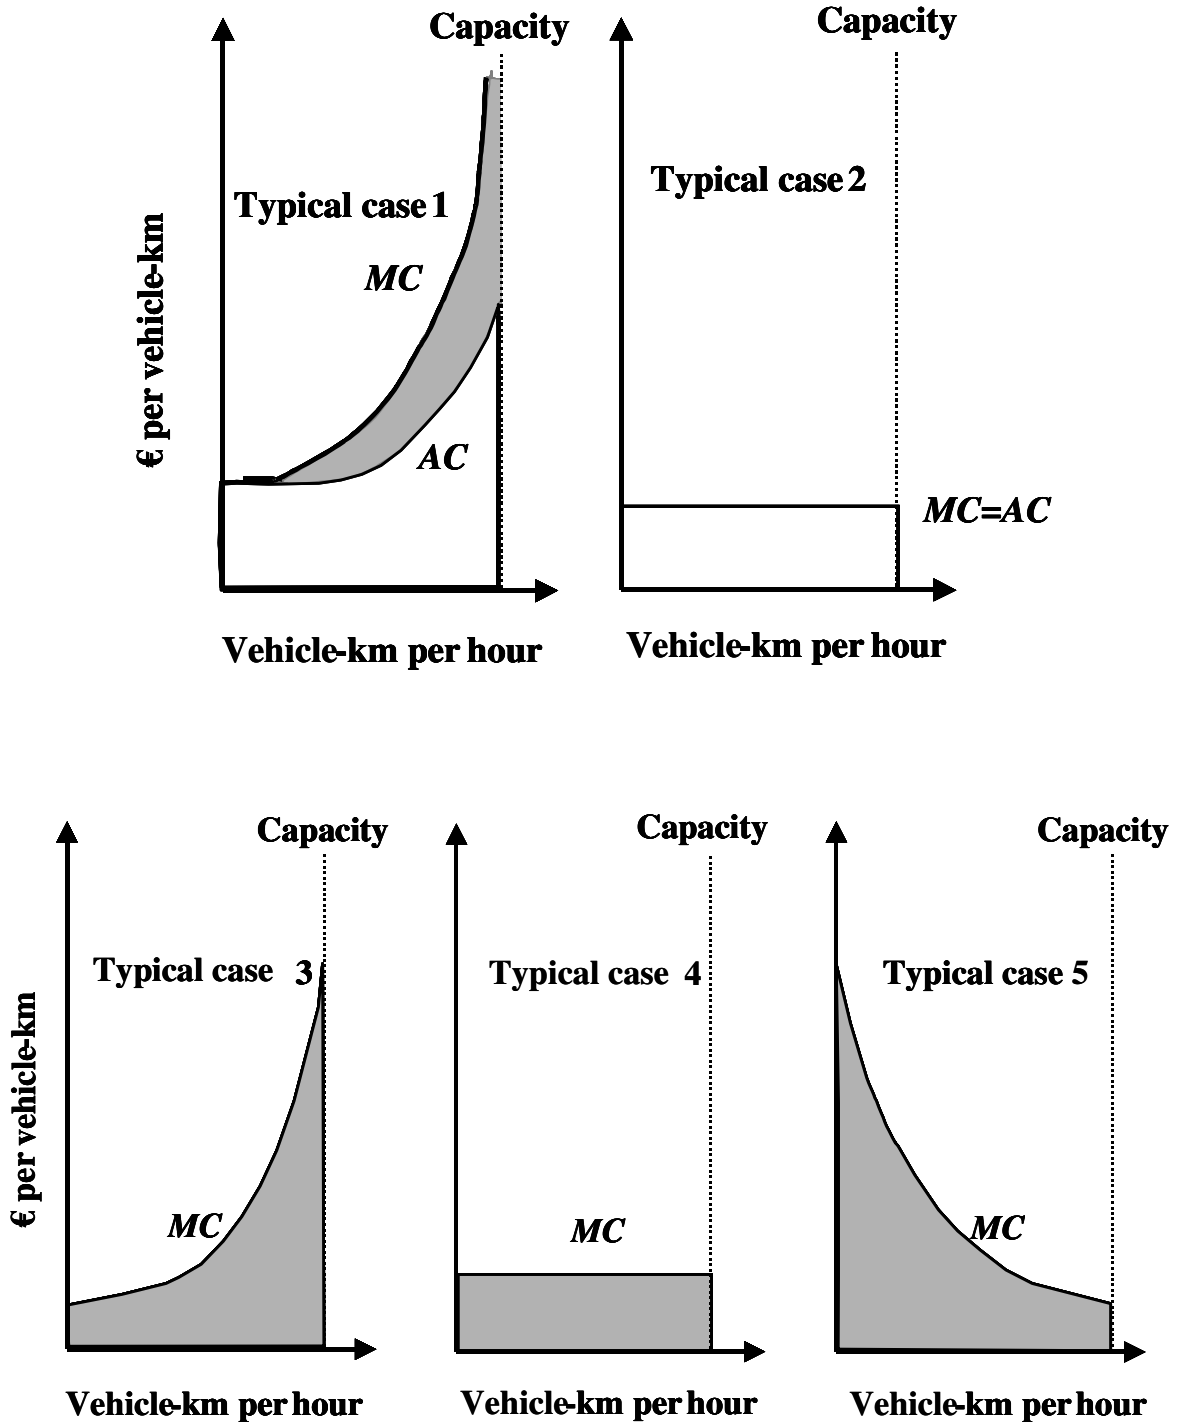 Capacity
Capacity
Typical case 1
Typical case 2
MC
€ per vehicle-km
AC
MC=AC
Vehicle-km per hour
Vehicle-km per hour
Capacity
Capacity
Capacity
Typical case 3
Typical case 4
Typical case 5
€ per vehicle-km
MC
MC
MC
Vehicle-km per hour
Vehicle-km per hour
Vehicle-km per hour